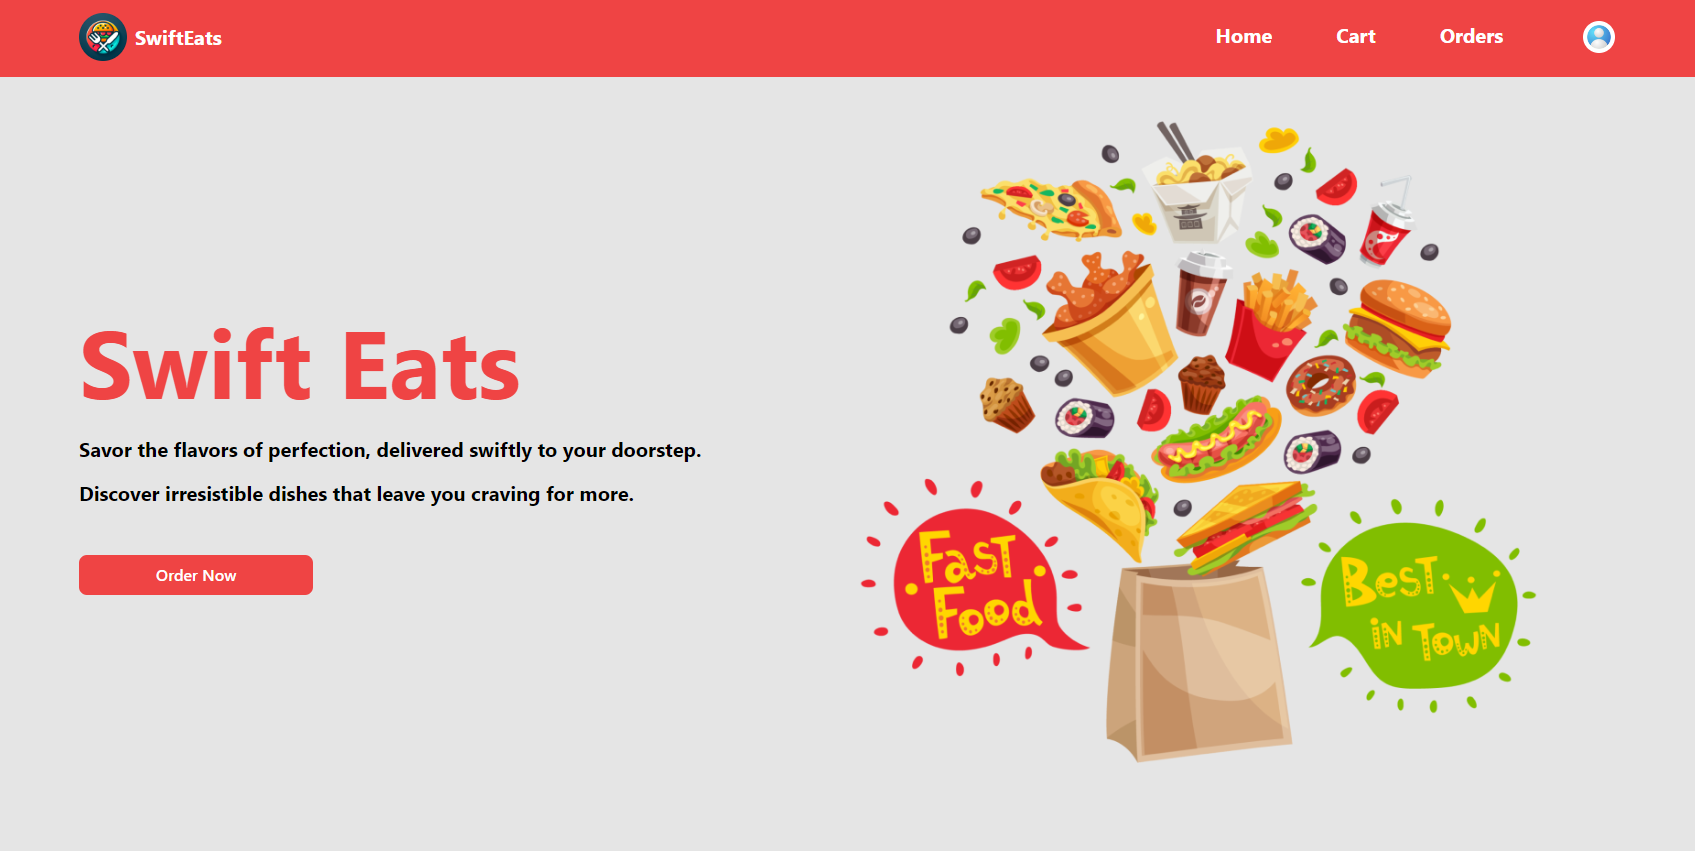 SwiftEats
Home
Cart
Orders
Swift Eats
Savor the flavors of perfection, delivered swiftly to your doorstep.
Discover irresistible dishes that leave you craving for more.
Order Now
FAST
FOOD
BEST
IN TOWN